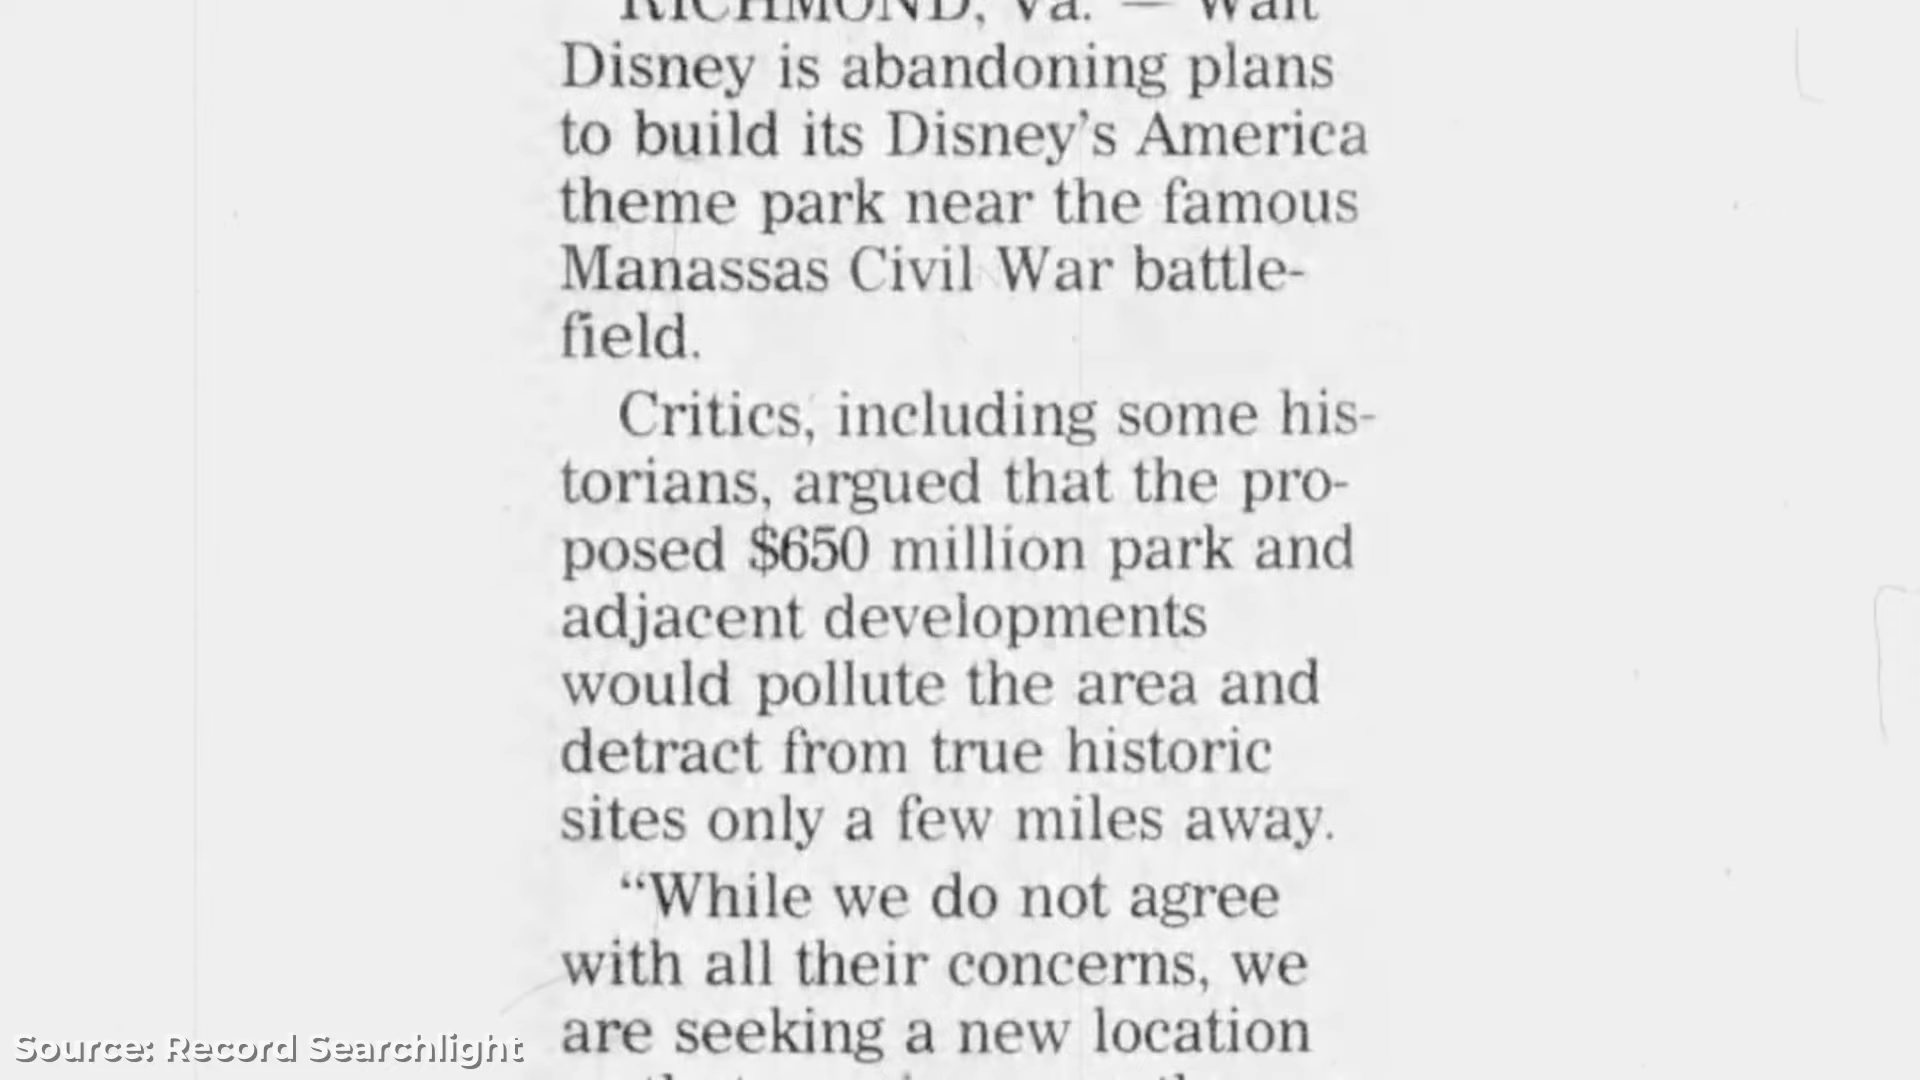 RICHMOND, Va. — Walt
Disney is abandoning plans
to build its Disney's America
theme park near the famous
Manassas Civil War battle-
field.
Critics, including some his-
torians, argued that the pro-
posed $650 million park and
adjacent developments
would pollute the area and
detract from true historic
sites only a few miles away.
“While we do not agree
with all their concerns, we
are seeking a new location
Source: Record Searchlight